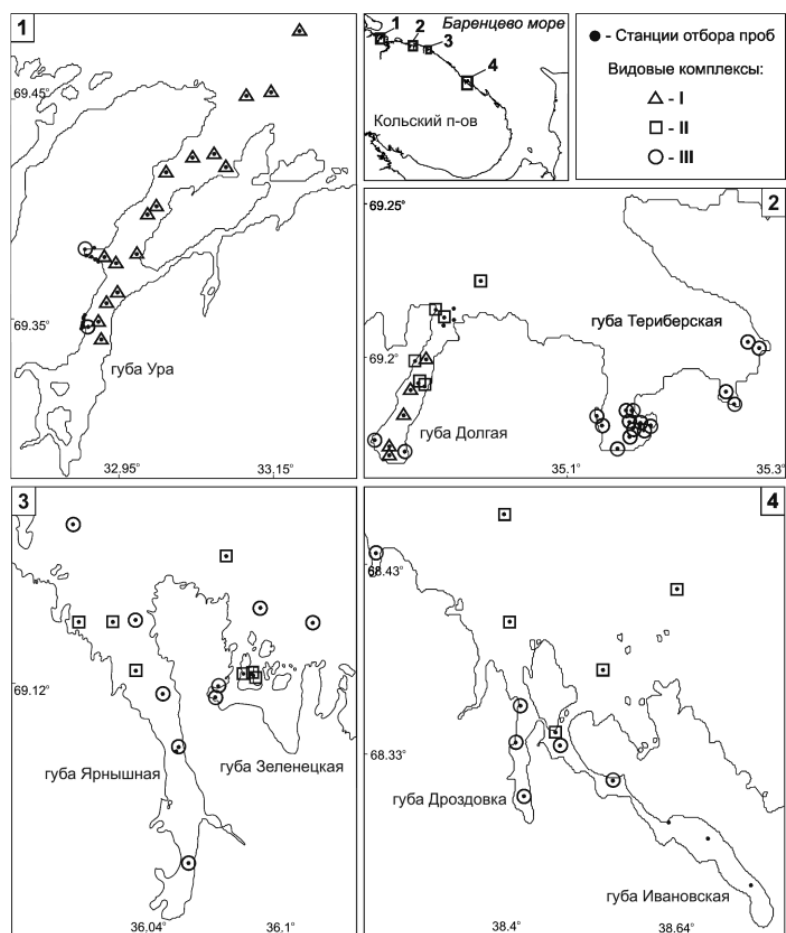 1
69.45°
69.35°
губа Ура
32.95°
33.15°
Баренцево море
1
2
3
4
Кольский п-ов
- Станции отбора проб
Видовые комплексы:
- I
- II
- III
2
69.25°
69.2°
губа Териберская
губа Долгая
35.1°
35.3°
3
69.12°
губа Ярнышная
губа Зеленецкая
36.04°
36.1°
4
68.43°
68.33°
губа Дроздовка
губа Ивановская
38.4°
38.64°